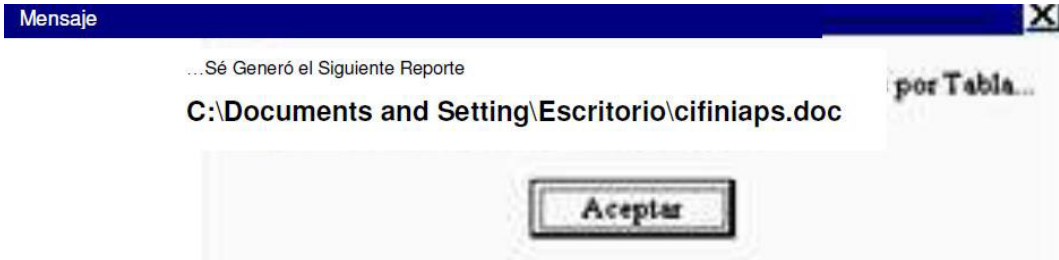 Mensaje
…Sé Generó el Siguiente Reporte
por Tabla...
C:\Documents and Setting\Escritorio\cifiniaps.doc
Aceptar